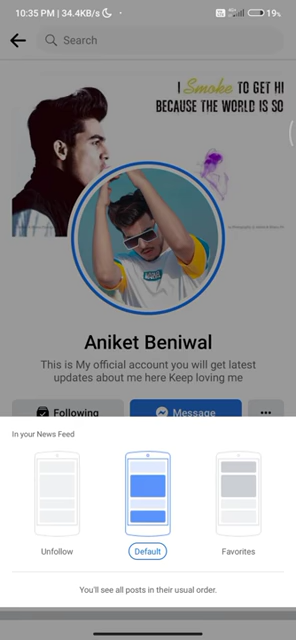 10:35 PM | 34.4KB/s
19%
Search
I Smoke TO GET HI
BECAUSE THE WORLD IS SO
Aniket Beniwal
This is My official account you will get latest
updates about me here Keep loving me
Following
Message
In your News Feed
Unfollow
Default
Favorites
You'll see all posts in their usual order.